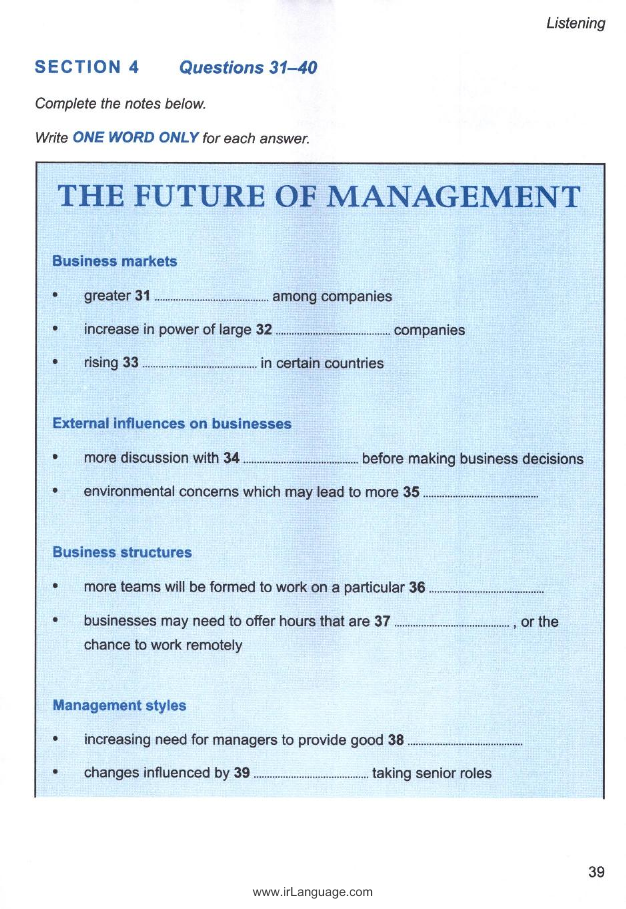 Listening
SECTION 4 Questions 31–40
Complete the notes below.
Write ONE WORD ONLY for each answer.
THE FUTURE OF MANAGEMENT
Business markets
• greater 31 ........................................ among companies
• increase in power of large 32 ........................................ companies
• rising 33 ........................................ in certain countries
External influences on businesses
• more discussion with 34 ........................................ before making business decisions
• environmental concerns which may lead to more 35 ........................................
Business structures
• more teams will be formed to work on a particular 36 ........................................
• businesses may need to offer hours that are 37 ........................................ , or the
chance to work remotely
Management styles
• increasing need for managers to provide good 38 ........................................
• changes influenced by 39 ........................................ taking senior roles
39
www.irLanguage.com